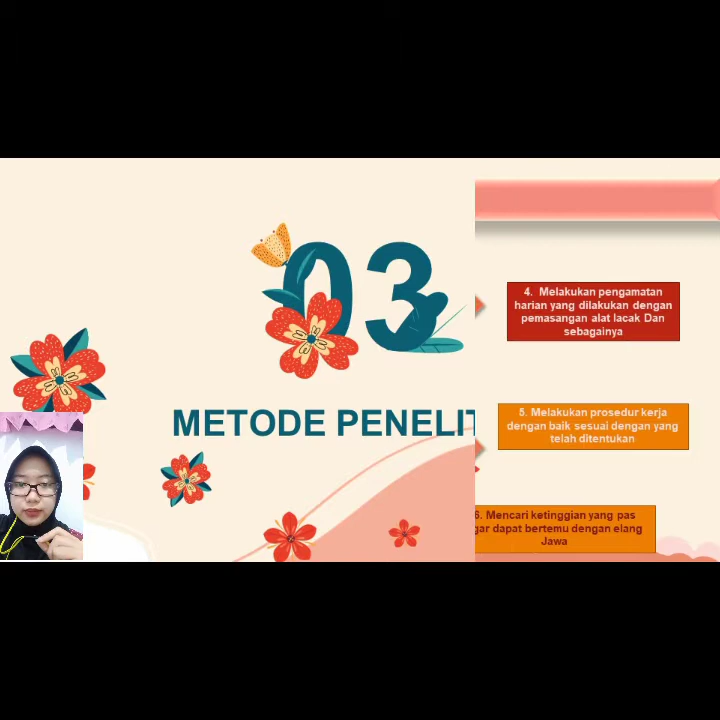 03
METODE PENELIT
4. Melakukan pengamatan
harian yang dilakukan dengan
pemasangan alat lacak Dan
sebagainya
5. Melakukan prosedur kerja
dengan baik sesuai dengan yang
telah ditentukan
6. Mencari ketinggian yang pas
gar dapat bertemu dengan elang
Jawa